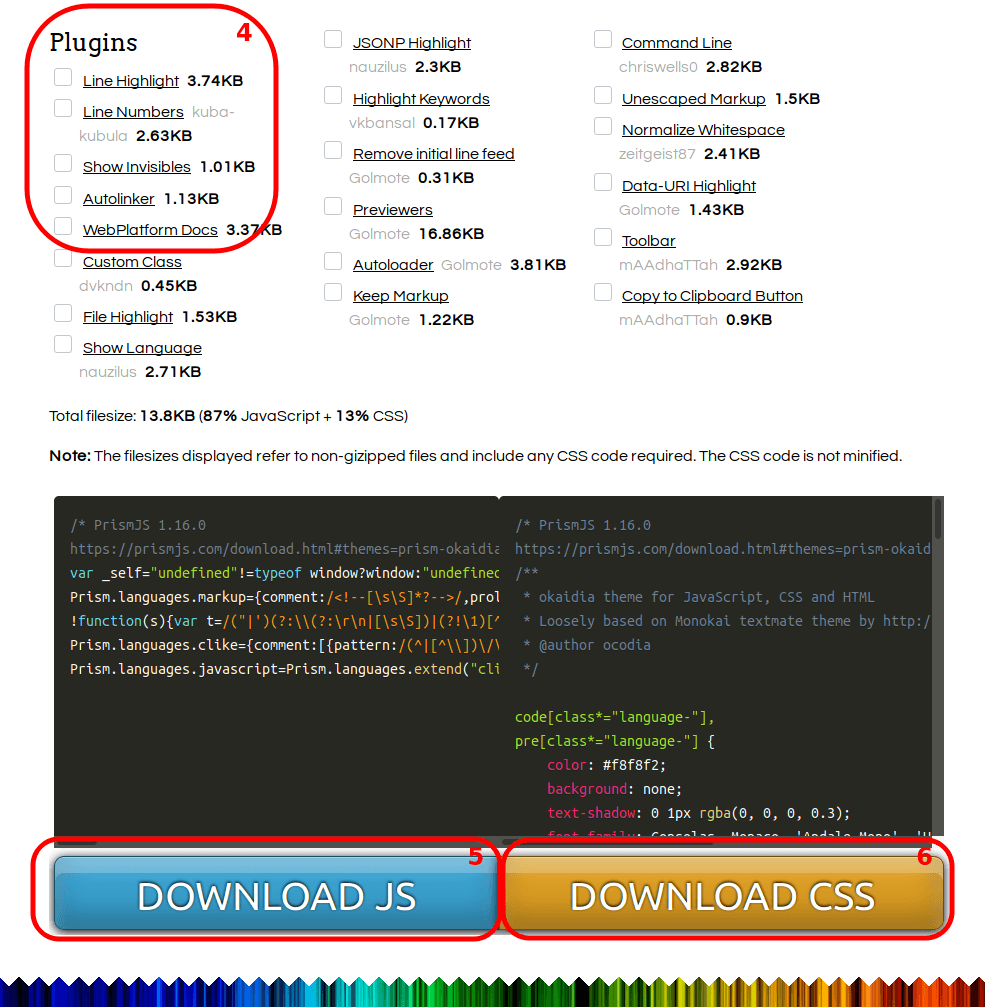 4
Plugins
Line Highlight 3.74KB
Line Numbers kuba-
kubula 2.63KB
Show Invisibles 1.01KB
Autolinker 1.13KB
WebPlatform Docs 3.37KB
Custom Class
dvkndn 0.45KB
File Highlight 1.53KB
Show Language
nauzilus 2.71KB
JSONP Highlight
nauzilus 2.3KB
Highlight Keywords
vkbansal 0.17KB
Remove initial line feed
Golmote 0.31KB
Previewers
Golmote 16.86KB
Autoloader Golmote 3.81KB
Keep Markup
Golmote 1.22KB
Command Line
chriswells0 2.82KB
Unescaped Markup 1.5KB
Normalize Whitespace
zeitgeist87 2.41KB
Data-URI Highlight
Golmote 1.43KB
Toolbar
mAAdhaTTah 2.92KB
Copy to Clipboard Button
mAAdhaTTah 0.9KB
Total filesize: 13.8KB (87% JavaScript + 13% CSS)
Note: The filesizes displayed refer to non-gizipped files and include any CSS code required. The CSS code is not minified.
/* PrismJS 1.16.0
https://prismjs.com/download.html#themes=prism-okaidia
var _self="undefined"!=typeof window?window:"undefined
Prism.languages.markup={comment:/<!--[\s\S]*?-->/,prol
!function(s){var t=/("|')(?:\\(?:\r\n|[\s\S])|(?!\1)[^
Prism.languages.clike={comment:[{pattern:/(^|[^\\])\/\
Prism.languages.javascript=Prism.languages.extend("cli
/* PrismJS 1.16.0
https://prismjs.com/download.html#themes=prism-okaid
/**
* okaidia theme for JavaScript, CSS and HTML
* Loosely based on Monokai textmate theme by http:/
* @author ocodia
*/
code[class*="language-"],
pre[class*="language-"] {
color: #f8f8f2;
background: none;
text-shadow: 0 1px rgba(0, 0, 0, 0.3);
font-family: Consolas, Monaco, 'Andale Mono', 'U
5
DOWNLOAD JS
6
DOWNLOAD CSS